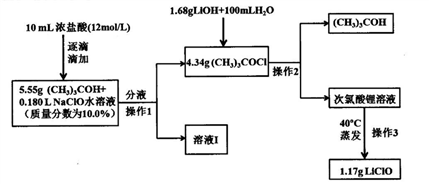 10 mL浓盐酸(12mol/L)
逐滴
滴加
5.55g (CH₃)₃COH+
0.180 L NaClO水溶液
(质量分数为10.0%)
分液
操作1
1.68gLiOH+100mLH₂O
4.34g (CH₃)₃COCl
溶液I
操作2
(CH₃)₃COH
次氯酸锂溶液
40℃
蒸发
操作3
1.17g LiClO